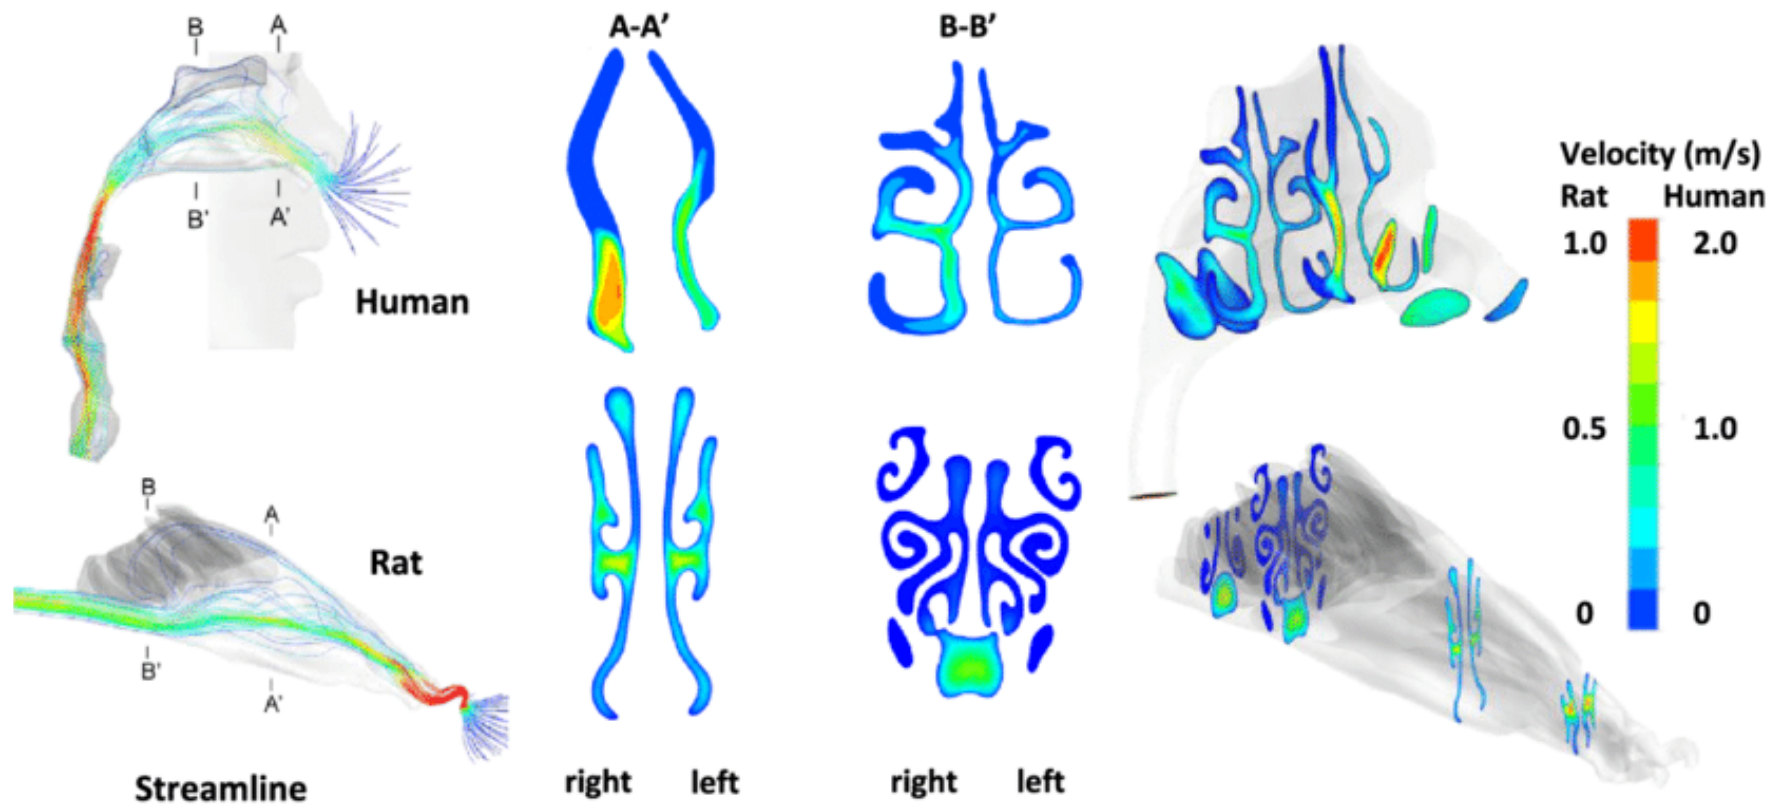 B A
A-A’
B-B’
B' A'
Human
Velocity (m/s)
Rat Human
1.0 2.0
0.5 1.0
0 0
B
A
Rat
B'
A'
Streamline
right left
right left